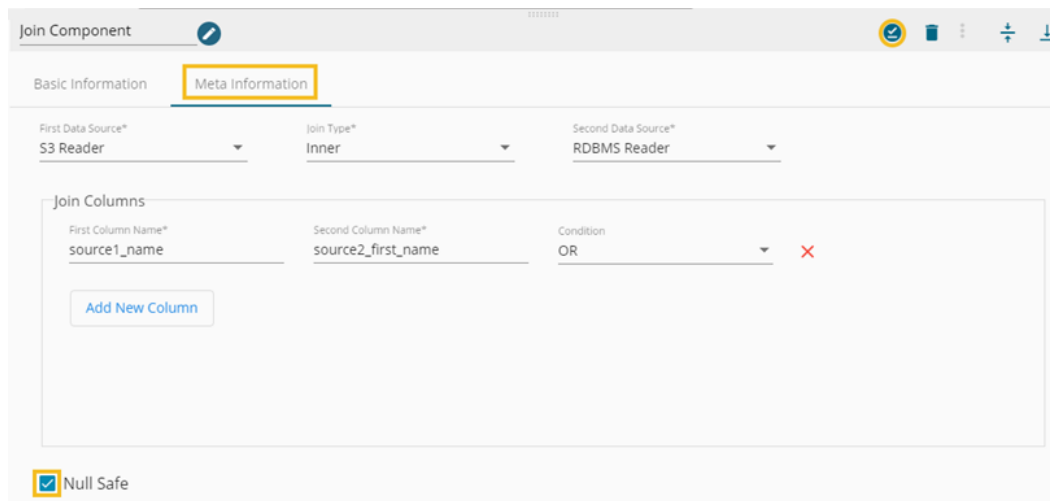 Join Component
Basic Information Meta Information
First Data Source* Join Type* Second Data Source*
S3 Reader Inner RDBMS Reader
Join Columns
First Column Name* Second Column Name* Condition
source1_name source2_first_name OR
Add New Column
Null Safe